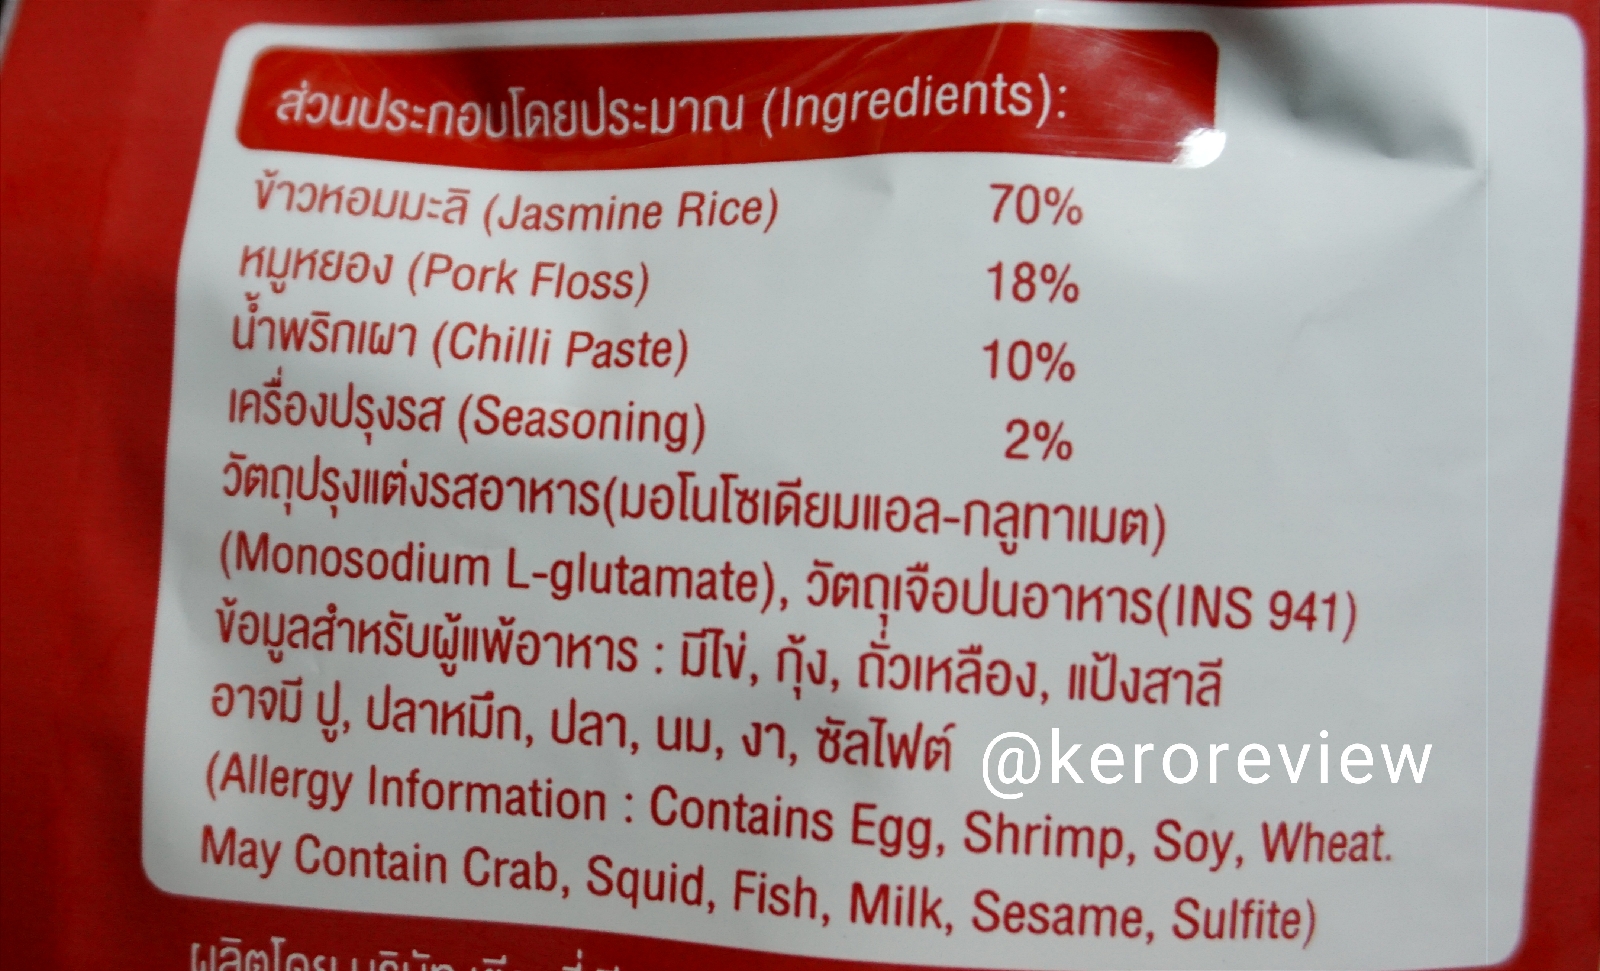 ส่วนประกอบโดยประมาณ (Ingredients):
ข้าวหอมมะลิ (Jasmine Rice) 70%
หมูหยอง (Pork Floss) 18%
น้ำพริกเผา (Chilli Paste) 10%
เครื่องปรุงรส (Seasoning) 2%
วัตถุปรุงแต่งรสอาหาร(มอโนโซเดียมแอล-กลูทาเมต)
(Monosodium L-glutamate), วัตถุเจือปนอาหาร(INS 941)
ข้อมูลสำหรับผู้แพ้อาหาร : มีไข่, กุ้ง, ถั่วเหลือง, แป้งสาลี
อาจมี ปู, ปลาหมึก, ปลา, นม, งา, ซัลไฟต์
@keroreview
(Allergy Information : Contains Egg, Shrimp, Soy, Wheat.
May Contain Crab, Squid, Fish, Milk, Sesame, Sulfite)
ผลิตโดย บริษัท